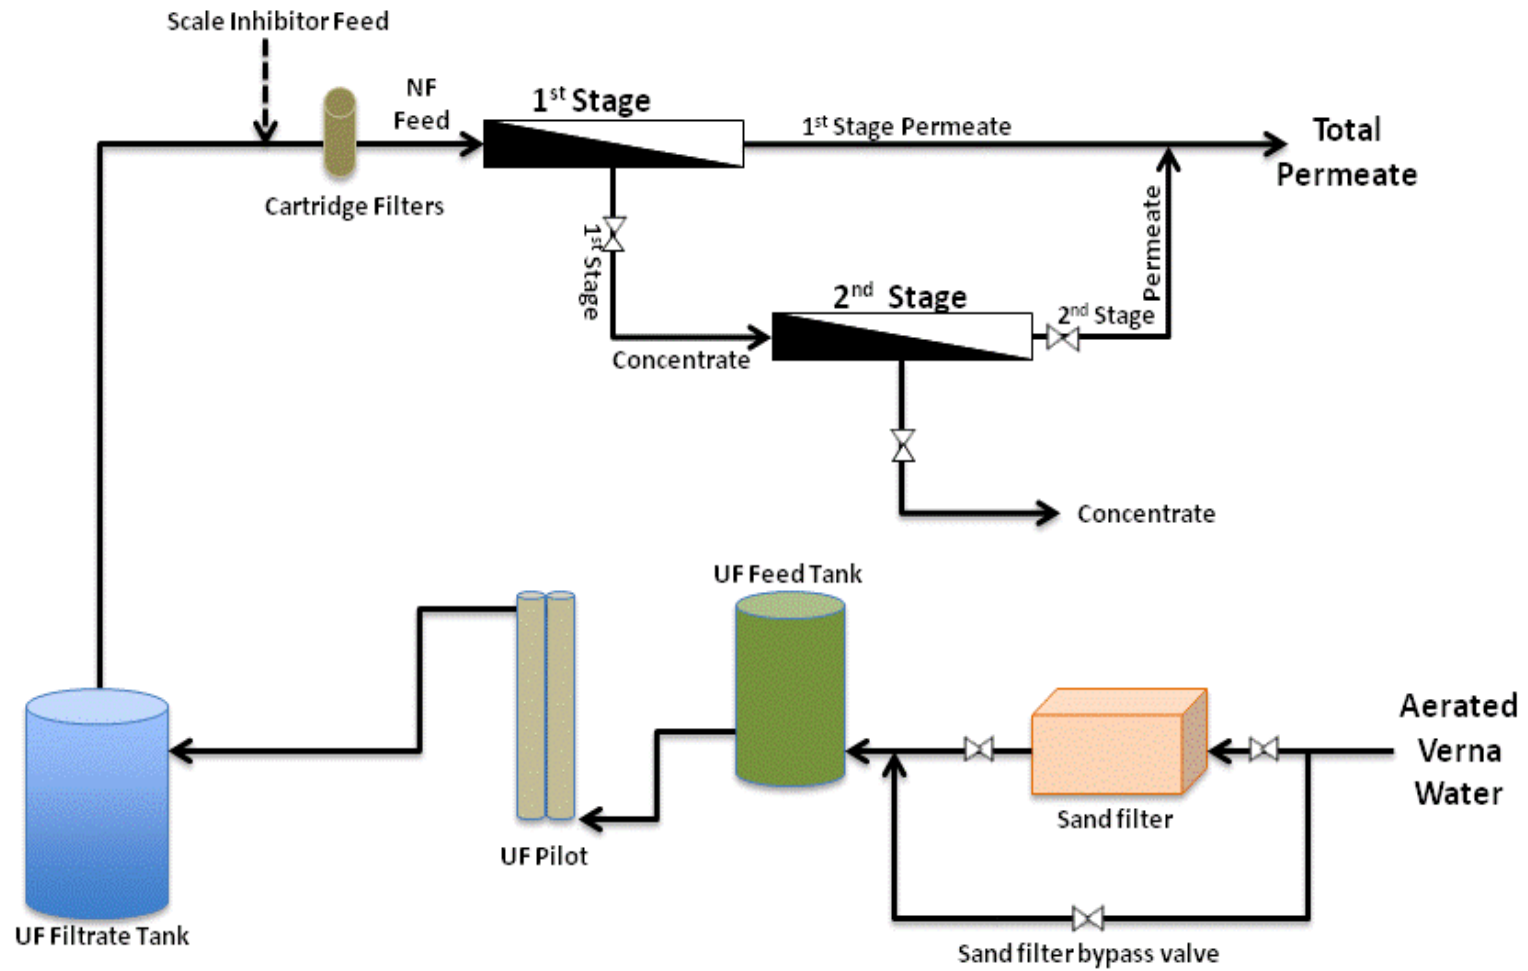 Scale Inhibitor Feed
NF
Feed
1st Stage
1st Stage Permeate
Total
Permeate
Cartridge Filters
1st Stage
Concentrate
2nd Stage
2nd Stage
Permeate
Concentrate
UF Feed Tank
Aerated
Verna
Water
Sand filter
UF Pilot
UF Filtrate Tank
Sand filter bypass valve